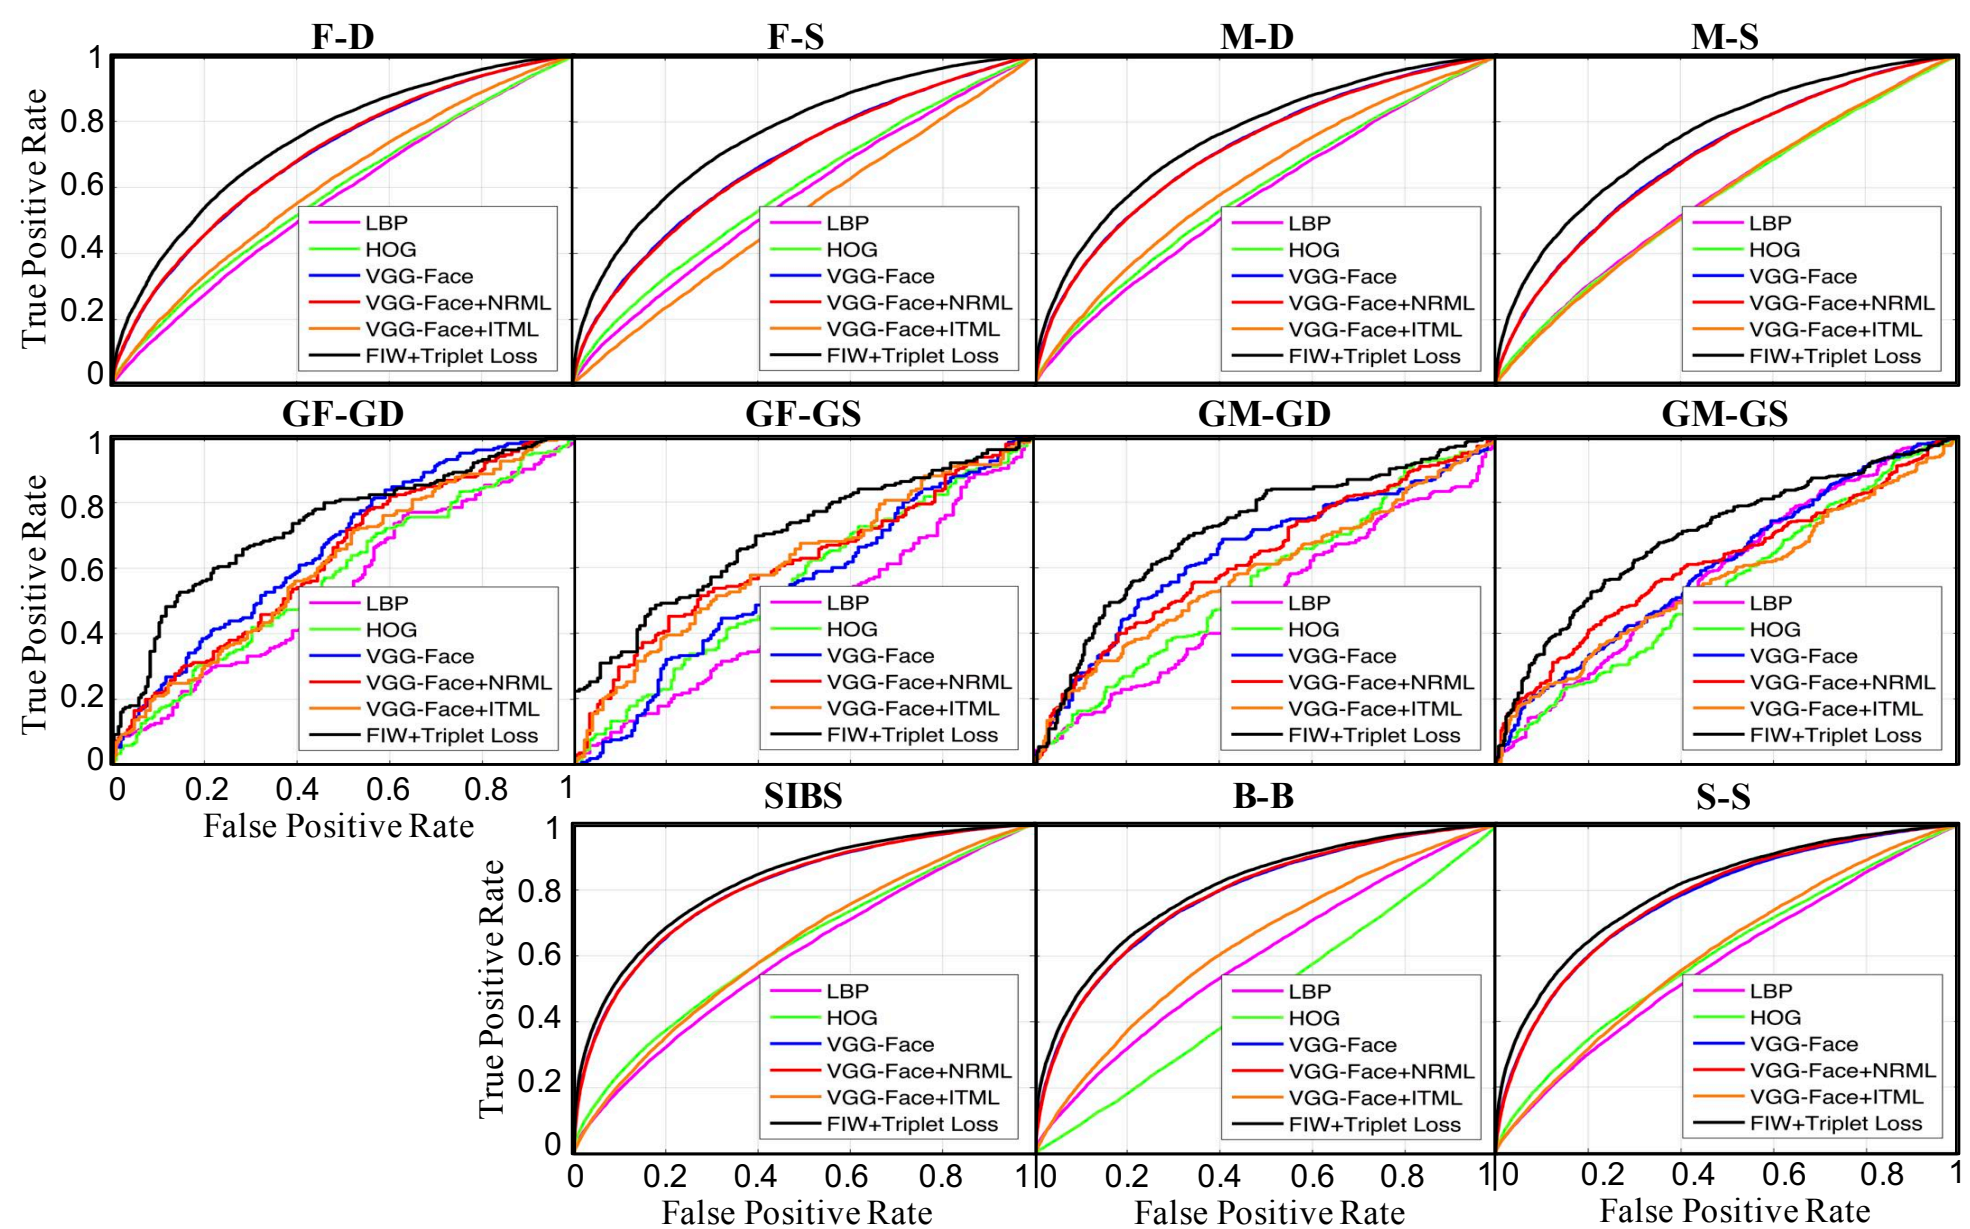 F-D F-S M-D M-S
True Positive Rate
1
0.8
0.6
0.4
0.2
0
LBP
HOG
VGG-Face
VGG-Face+NRML
VGG-Face+ITML
FIW+Triplet Loss
LBP
HOG
VGG-Face
VGG-Face+NRML
VGG-Face+ITML
FIW+Triplet Loss
LBP
HOG
VGG-Face
VGG-Face+NRML
VGG-Face+ITML
FIW+Triplet Loss
LBP
HOG
VGG-Face
VGG-Face+NRML
VGG-Face+ITML
FIW+Triplet Loss
GF-GD GF-GS GM-GD GM-GS
True Positive Rate
1
0.8
0.6
0.4
0.2
0
LBP
HOG
VGG-Face
VGG-Face+NRML
VGG-Face+ITML
FIW+Triplet Loss
LBP
HOG
VGG-Face
VGG-Face+NRML
VGG-Face+ITML
FIW+Triplet Loss
LBP
HOG
VGG-Face
VGG-Face+NRML
VGG-Face+ITML
FIW+Triplet Loss
LBP
HOG
VGG-Face
VGG-Face+NRML
VGG-Face+ITML
FIW+Triplet Loss
0 0.2 0.4 0.6 0.8 1
False Positive Rate
SIBS B-B S-S
True Positive Rate
1
0.8
0.6
0.4
0.2
0
LBP
HOG
VGG-Face
VGG-Face+NRML
VGG-Face+ITML
FIW+Triplet Loss
LBP
HOG
VGG-Face
VGG-Face+NRML
VGG-Face+ITML
FIW+Triplet Loss
LBP
HOG
VGG-Face
VGG-Face+NRML
VGG-Face+ITML
FIW+Triplet Loss
0 0.2 0.4 0.6 0.8 1
0 0.2 0.4 0.6 0.8 1
0 0.2 0.4 0.6 0.8 1
False Positive Rate
False Positive Rate
False Positive Rate